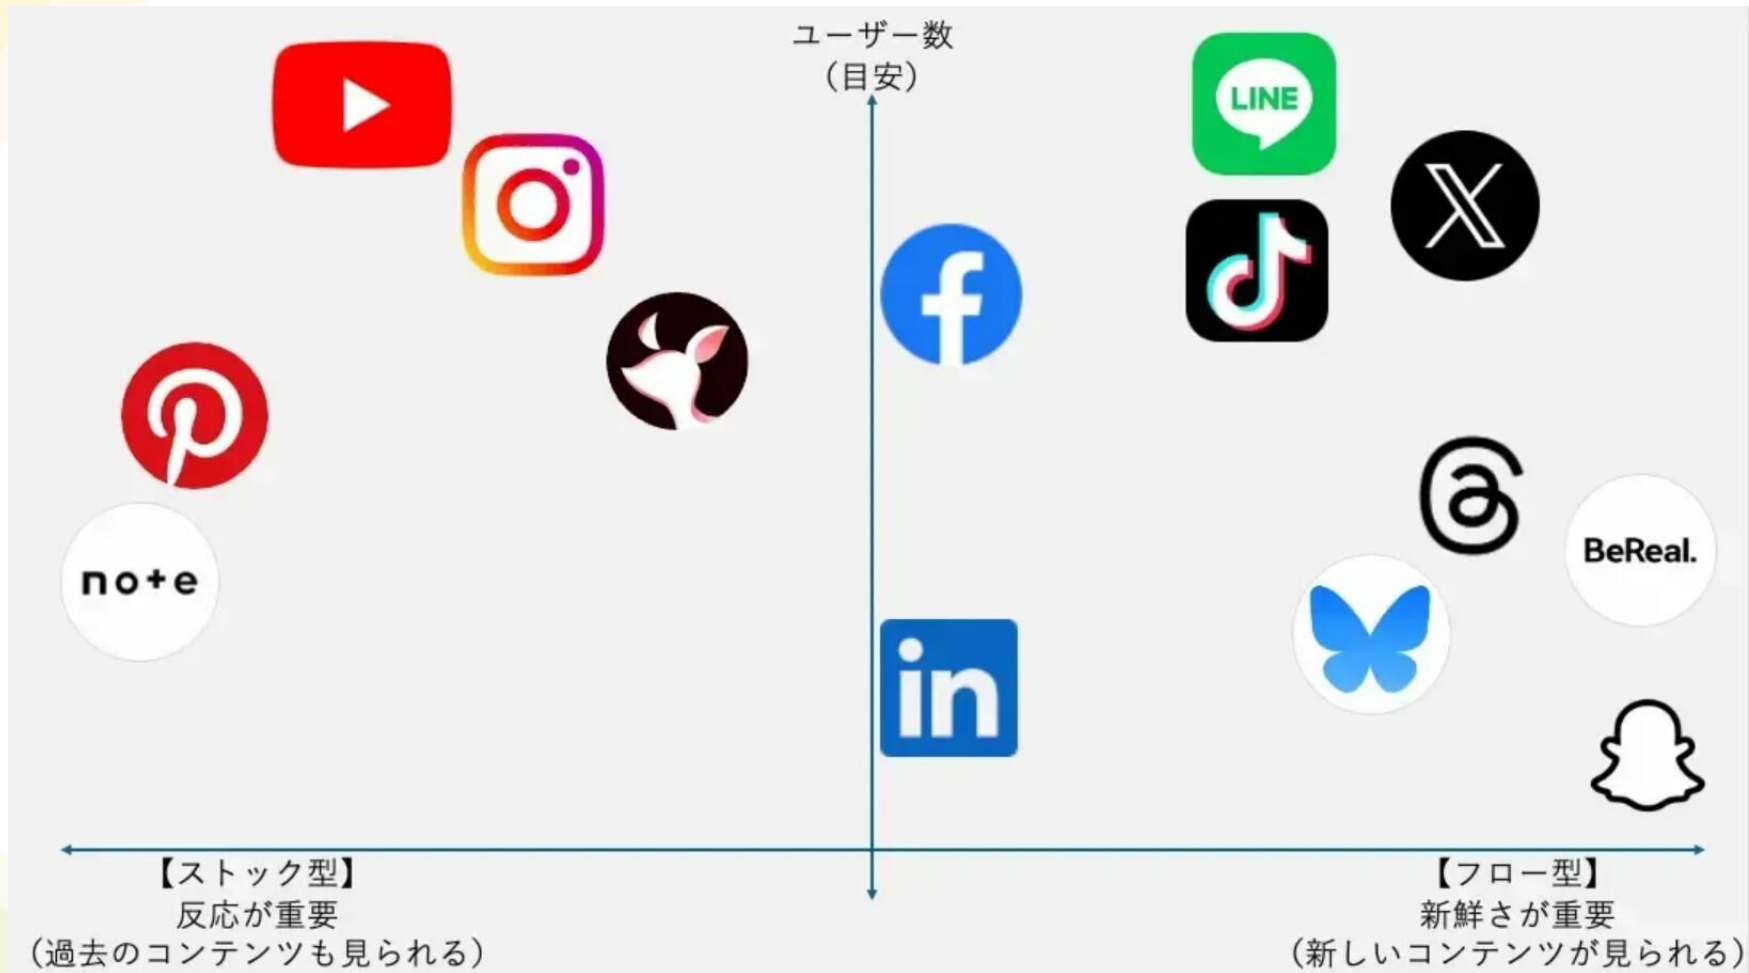 ユーザー数
（目安）
LINE
note
BeReal.
in
【ストック型】
反応が重要
（過去のコンテンツも見られる）
【フロー型】
新鮮さが重要
（新しいコンテンツが見られる）